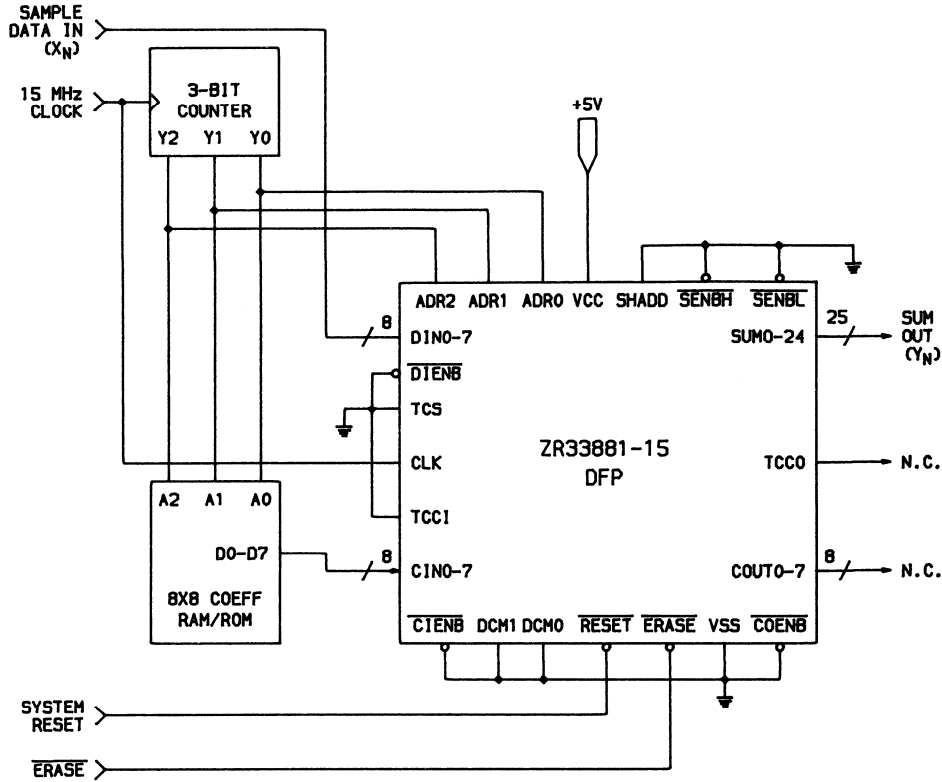 SAMPLE
DATA IN
(XN)
15 MHz
CLOCK
3-BIT
COUNTER
Y2 Y1 Y0
+5V
ADR2 ADR1 ADR0 VCC SHADD SENBH SENBL
8
DIN0-7
DIENB
TCS
CLK
TCCI
8
CIN0-7
ZR33881-15
DFP
25
SUM0-24
SUM
OUT
(YN)
TCCO
N.C.
8
COUT0-7
N.C.
A2 A1 A0
D0-D7
8X8 COEFF
RAM/ROM
CIENB DCM1 DCM0 RESET ERASE VSS COENB
SYSTEM
RESET
ERASE